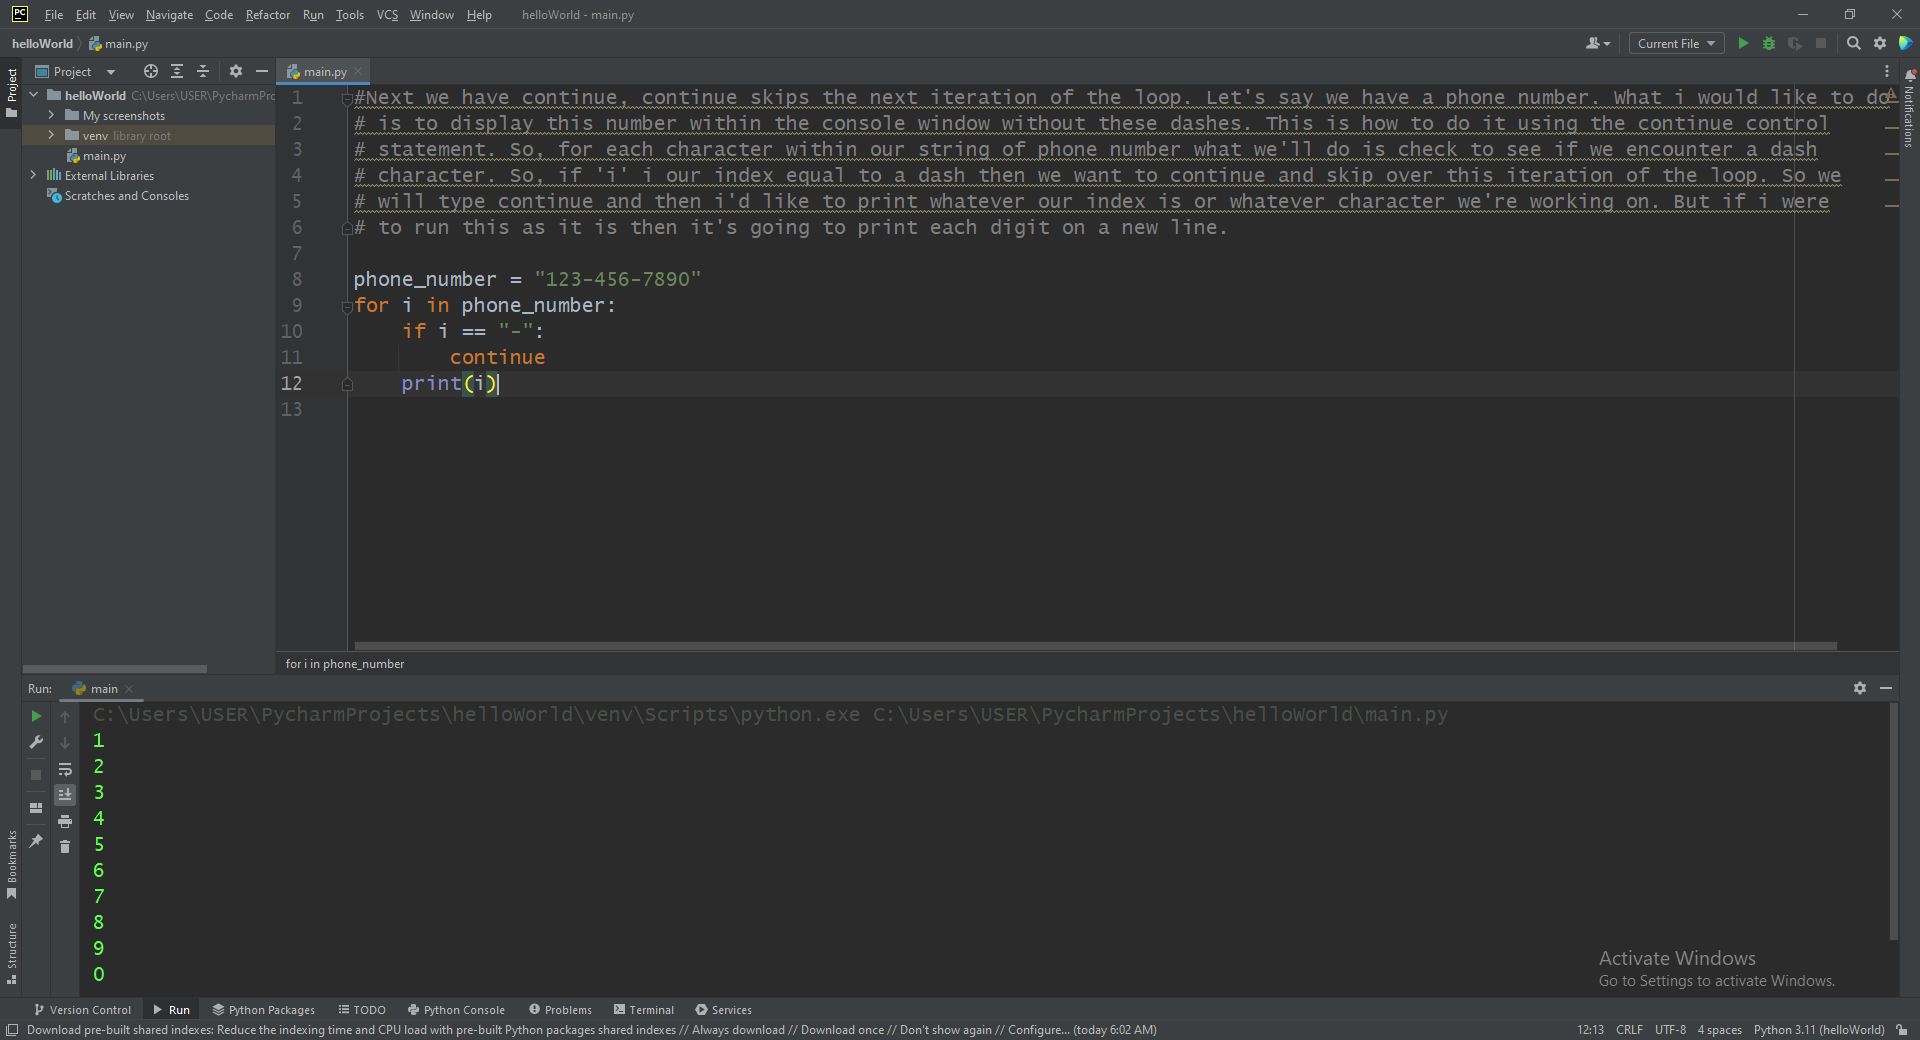 PC File Edit View Navigate Code Refactor Run Tools VCS Window Help helloWorld - main.py
helloWorld main.py Current File
Project main.py
Project
Notifications
helloWorld C:\Users\USER\PycharmPrc
My screenshots
venv library root
main.py
External Libraries
Scratches and Consoles
1 #Next we have continue, continue skips the next iteration of the loop. Let's say we have a phone number. What i would like to do
2 # is to display this number within the console window without these dashes. This is how to do it using the continue control
3 # statement. So, for each character within our string of phone number what we'll do is check to see if we encounter a dash
4 # character. So, if 'i' i our index equal to a dash then we want to continue and skip over this iteration of the loop. So we
5 # will type continue and then i'd like to print whatever our index is or whatever character we're working on. But if i were
6 # to run this as it is then it's going to print each digit on a new line.
7
8 phone_number = "123-456-7890"
9 for i in phone_number:
10 if i == "-":
11 continue
12 print(i)
13
for i in phone_number
Run: main
C:\Users\USER\PycharmProjects\helloWorld\venv\Scripts\python.exe C:\Users\USER\PycharmProjects\helloWorld\main.py
1
2
3
4
5
6
7
8
9
0
Bookmarks
Structure
Activate Windows
Go to Settings to activate Windows.
Version Control Run Python Packages TODO Python Console Problems Terminal Services
Download pre-built shared indexes: Reduce the indexing time and CPU load with pre-built Python packages shared indexes // Always download // Download once // Don't show again // Configure... (today 6:02 AM) 12:13 CRLF UTF-8 4 spaces Python 3.11 (helloWorld)